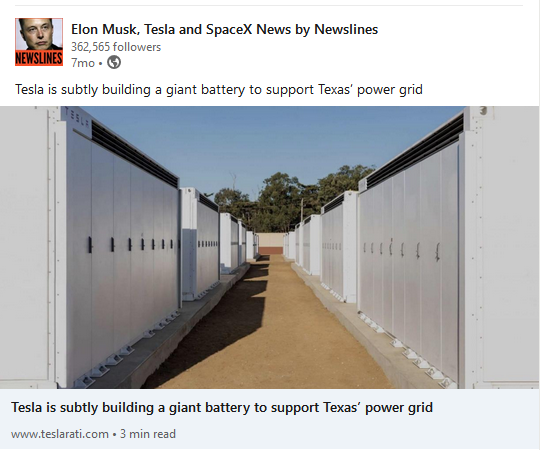 NEWSLINES
Elon Musk, Tesla and SpaceX News by Newslines
362,565 followers
7mo •
Tesla is subtly building a giant battery to support Texas’ power grid
TESLA
Tesla is subtly building a giant battery to support Texas’ power grid
www.teslarati.com • 3 min read